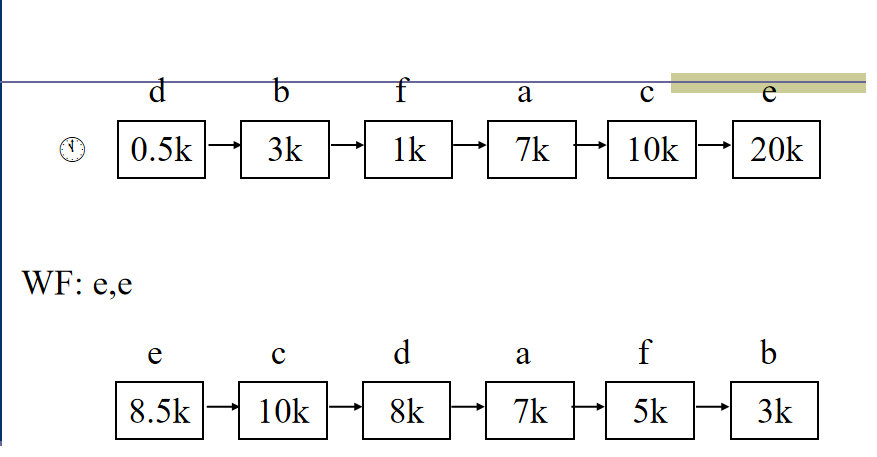 d b f a c e
0.5k 3k 1k 7k 10k 20k
WF: e,e
e c d a f b
8.5k 10k 8k 7k 5k 3k